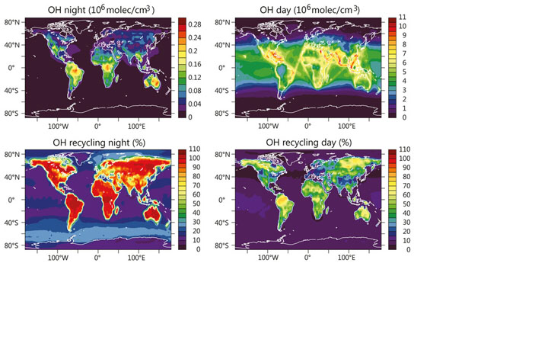 OH night (10⁶ molec/cm³)
80°N
40°N
0°
40°S
80°S
100°W 0° 100°E
0.28
0.24
0.20
0.16
0.12
0.08
0.04
0
OH day (10⁶ molec/cm³)
80°N
40°N
0°
40°S
80°S
100°W 0° 100°E
11
10
9
8
7
6
5
4
3
2
1
0
OH recycling night (%)
80°N
40°N
0°
40°S
80°S
100°W 0° 100°E
110
100
90
80
70
60
50
40
30
20
10
0
OH recycling day (%)
80°N
40°N
0°
40°S
80°S
100°W 0° 100°E
110
100
90
80
70
60
50
40
30
20
10
0